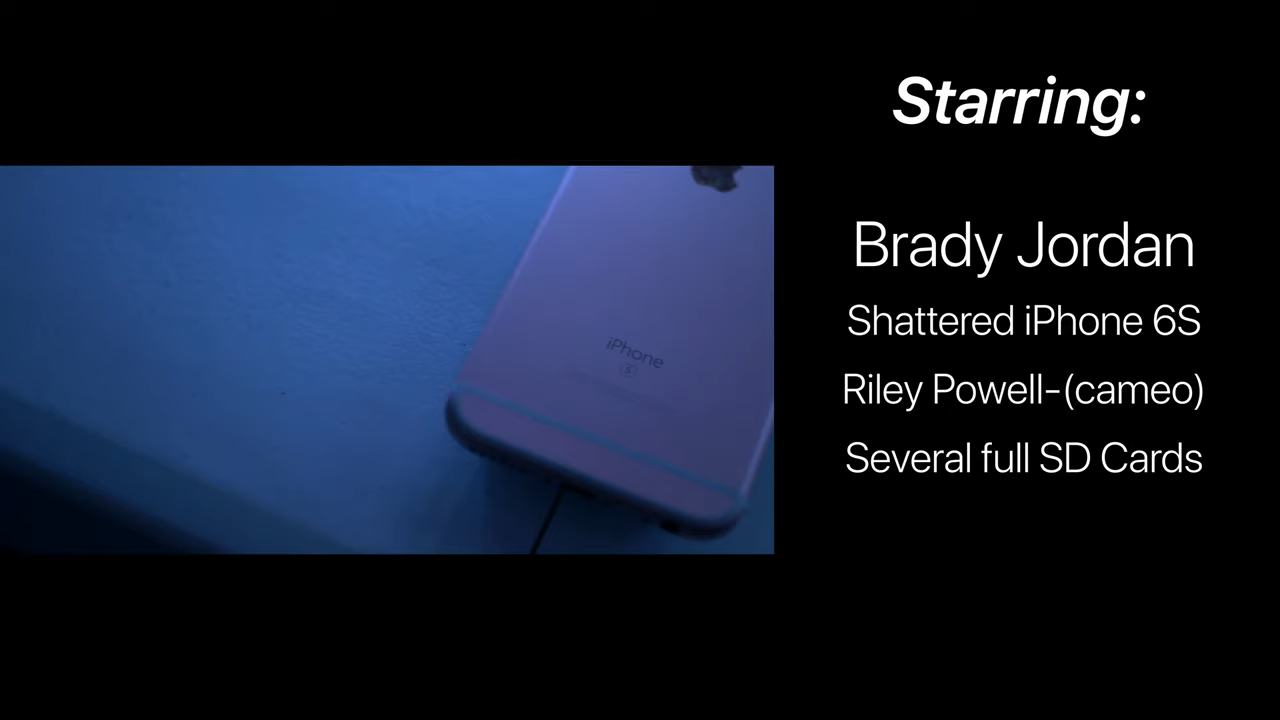 Starring:
Brady Jordan
Shattered iPhone 6S
Riley Powell-(cameo)
Several full SD Cards
iPhone
S